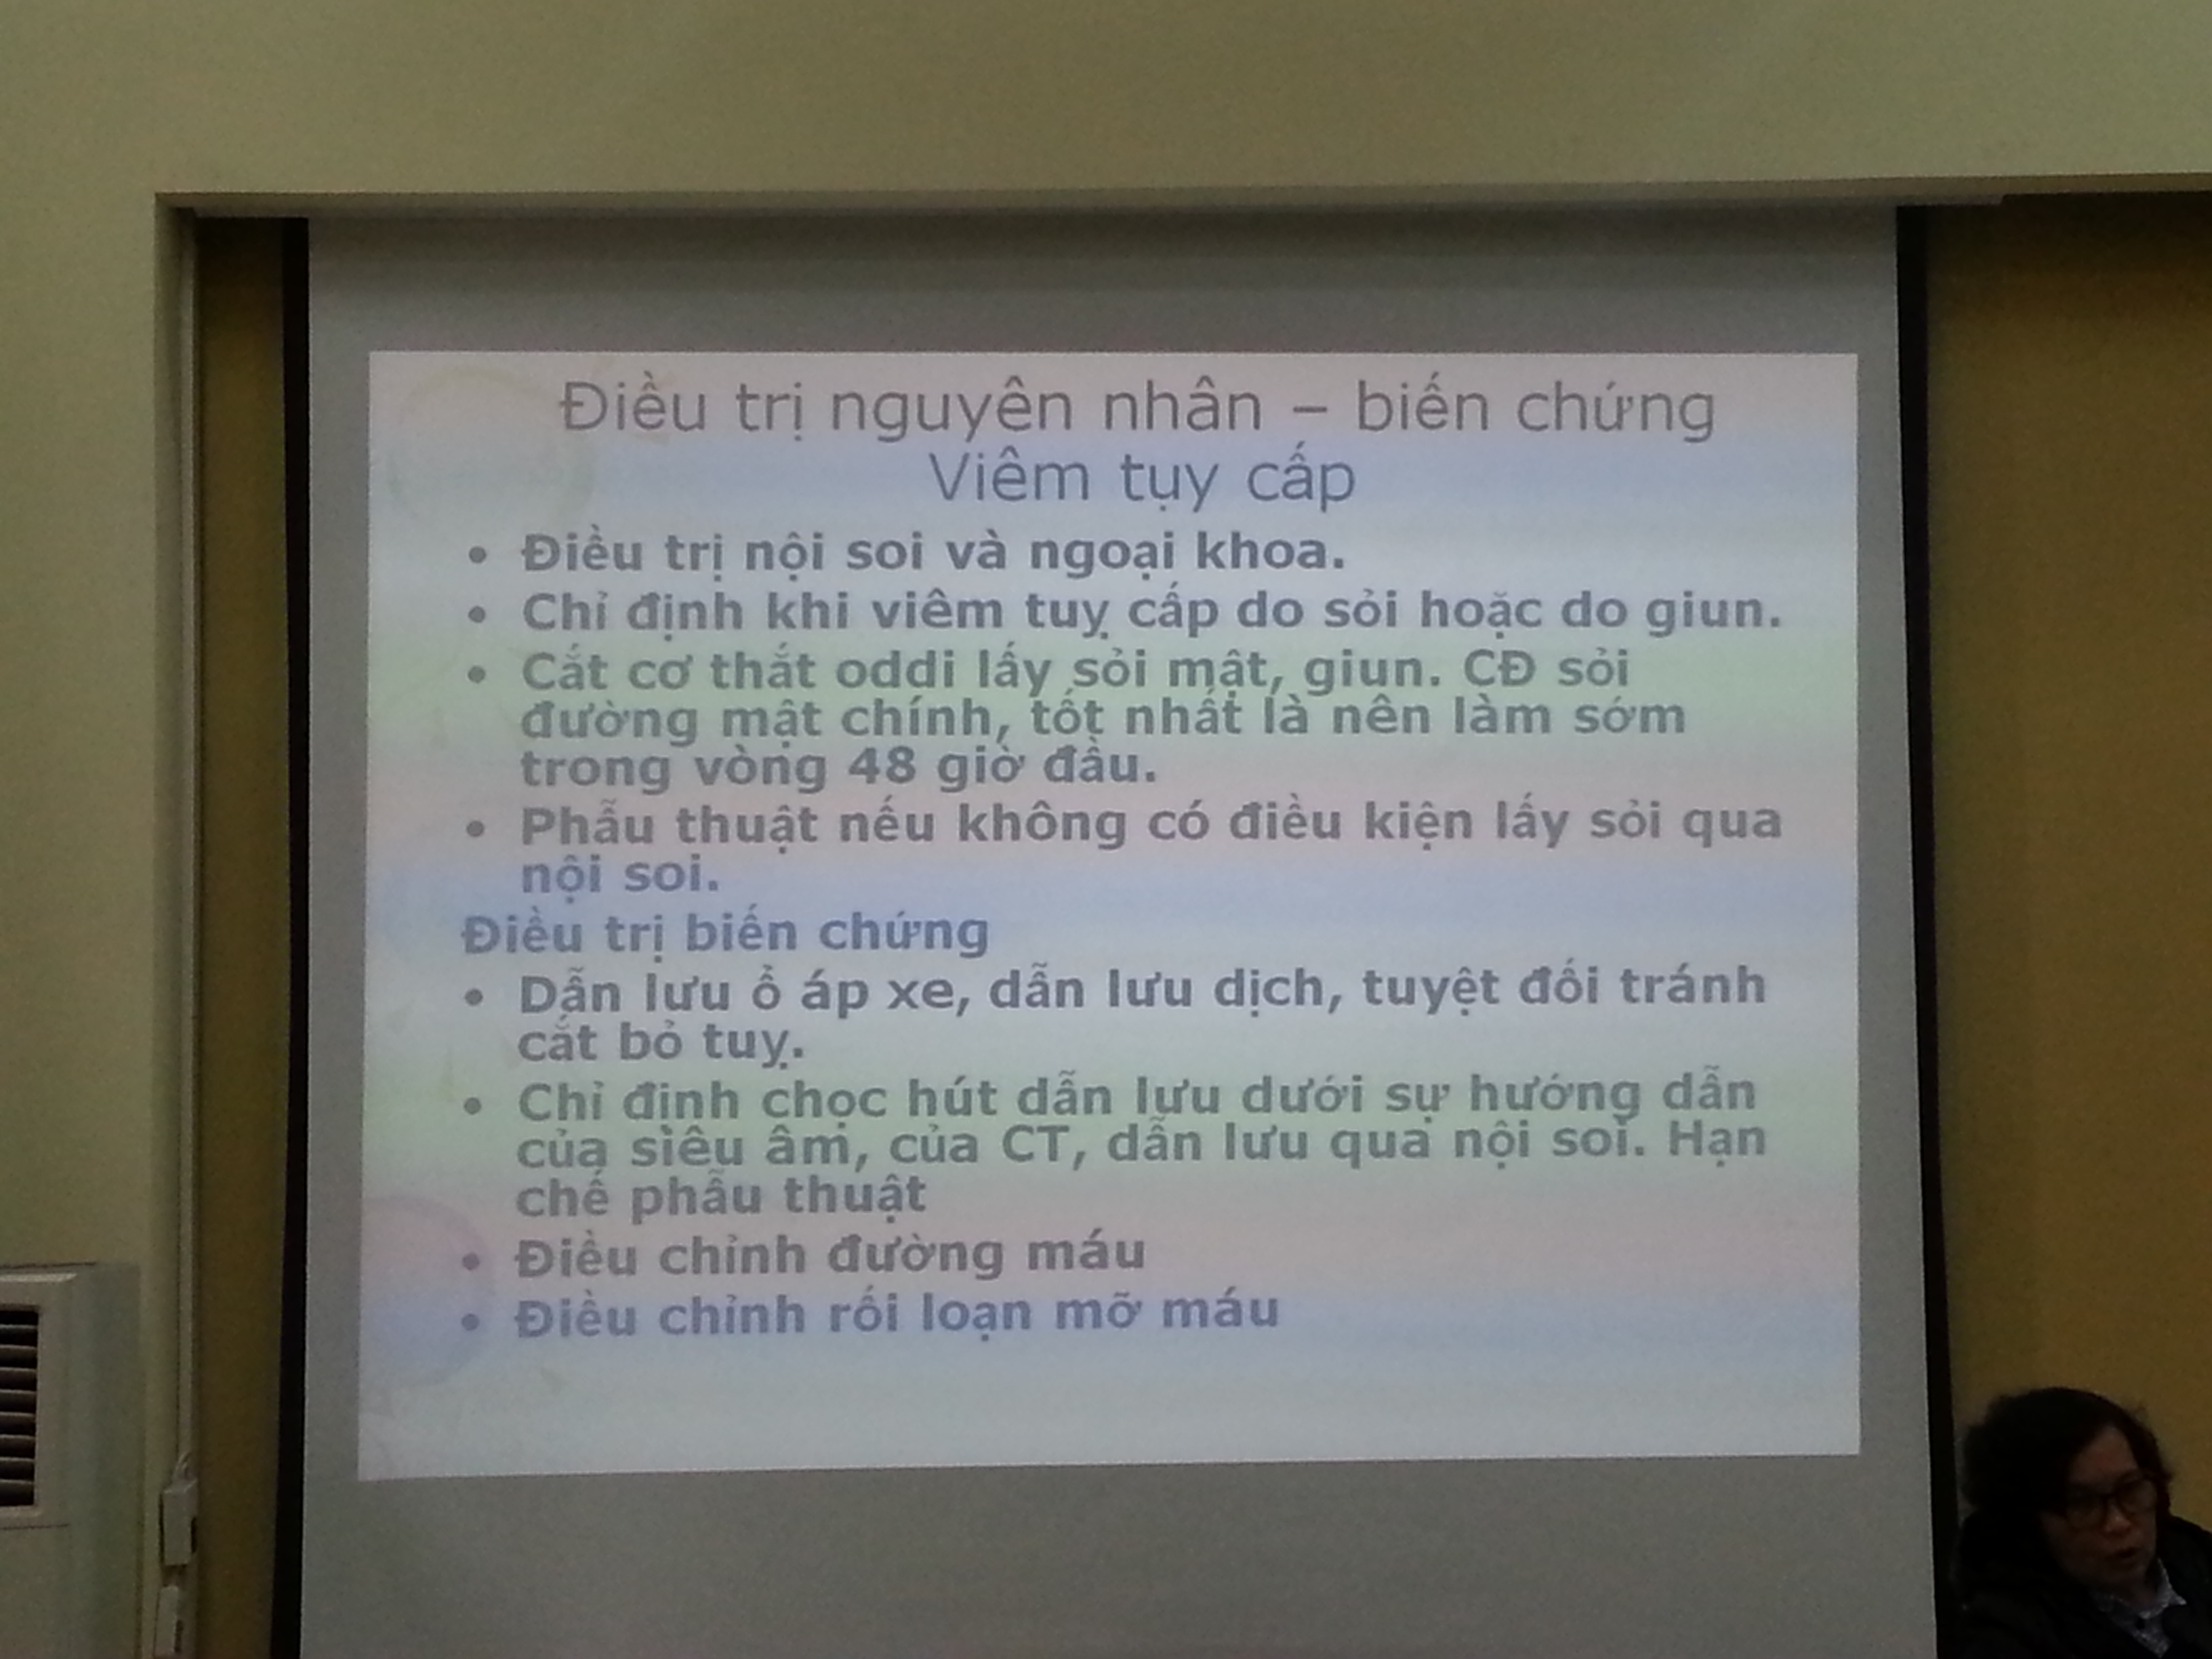 Điều trị nguyên nhân – biến chứng
Viêm tụy cấp
• Điều trị nội soi và ngoại khoa.
• Chỉ định khi viêm tuỵ cấp do sỏi hoặc do giun.
• Cắt cơ thắt oddi lấy sỏi mật, giun. CĐ sỏi
đường mật chính, tốt nhất là nên làm sớm
trong vòng 48 giờ đầu.
• Phẫu thuật nếu không có điều kiện lấy sỏi qua
nội soi.
Điều trị biến chứng
• Dẫn lưu ổ áp xe, dẫn lưu dịch, tuyệt đối tránh
cắt bỏ tuỵ.
• Chỉ định chọc hút dẫn lưu dưới sự hướng dẫn
của siêu âm, của CT, dẫn lưu qua nội soi. Hạn
chế phẫu thuật
• Điều chỉnh đường máu
• Điều chỉnh rối loạn mỡ máu